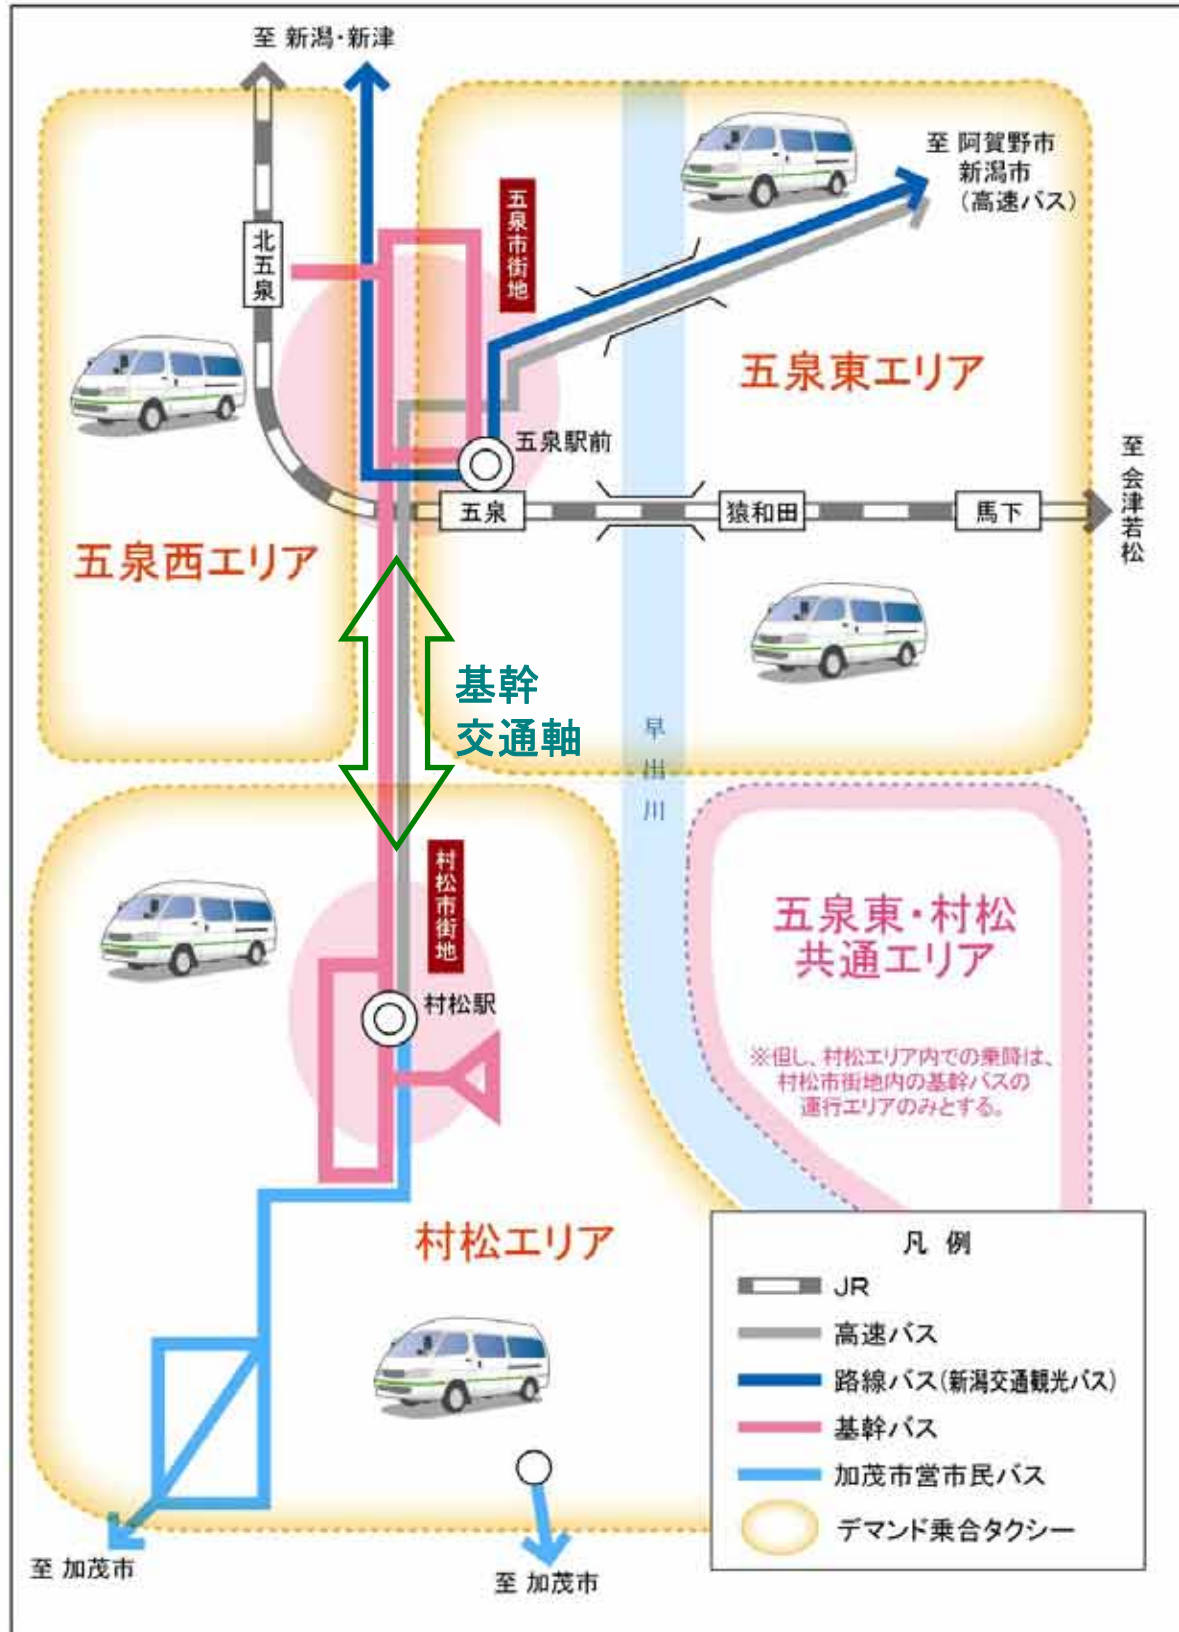 至 新潟・新津
至 阿賀野市
新潟市
(高速バス)
五泉市街地
北五泉
五泉東エリア
五泉駅前
至 会津若松
五泉
猿和田
馬下
五泉西エリア
基幹
交通軸
早出川
村松市街地
五泉東・村松
共通エリア
村松駅
※但し、村松エリア内での乗降は、
村松市街地内の基幹バスの
運行エリアのみとする。
村松エリア
凡 例
JR
高速バス
路線バス(新潟交通観光バス)
基幹バス
加茂市営市民バス
デマンド乗合タクシー
至 加茂市
至 加茂市